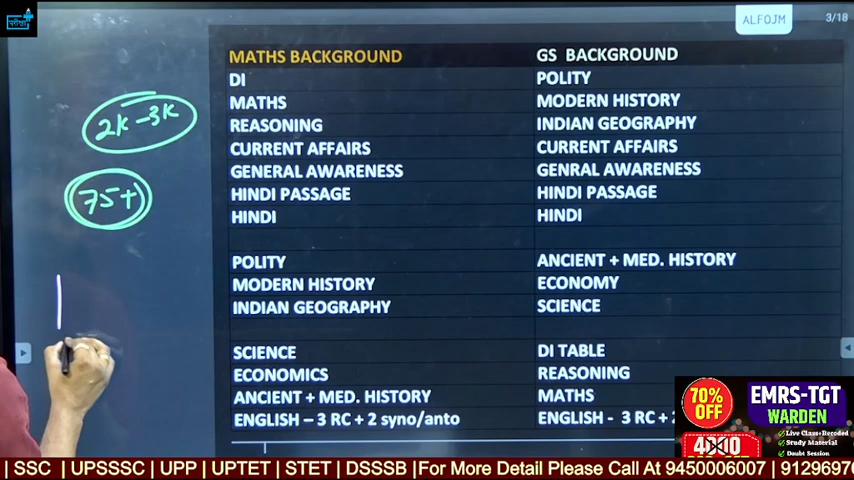 परीक्षा
ALFOJM
3/18
2K-3K
75+
MATHS BACKGROUND
GS BACKGROUND
DI
POLITY
MATHS
MODERN HISTORY
REASONING
INDIAN GEOGRAPHY
CURRENT AFFAIRS
CURRENT AFFAIRS
GENERAL AWARENESS
GENRAL AWARENESS
HINDI PASSAGE
HINDI PASSAGE
HINDI
HINDI
POLITY
ANCIENT + MED. HISTORY
MODERN HISTORY
ECONOMY
INDIAN GEOGRAPHY
SCIENCE
SCIENCE
DI TABLE
ECONOMICS
REASONING
ANCIENT + MED. HISTORY
MATHS
ENGLISH – 3 RC + 2 syno/anto
ENGLISH - 3 RC + 2
70% OFF
EMRS-TGT
WARDEN
Live Class+Recoded
Study Material
Doubt Session
| SSC | UPSSSC | UPP | UPTET | STET | DSSSB |For More Detail Please Call At 9450006007 | 91296970